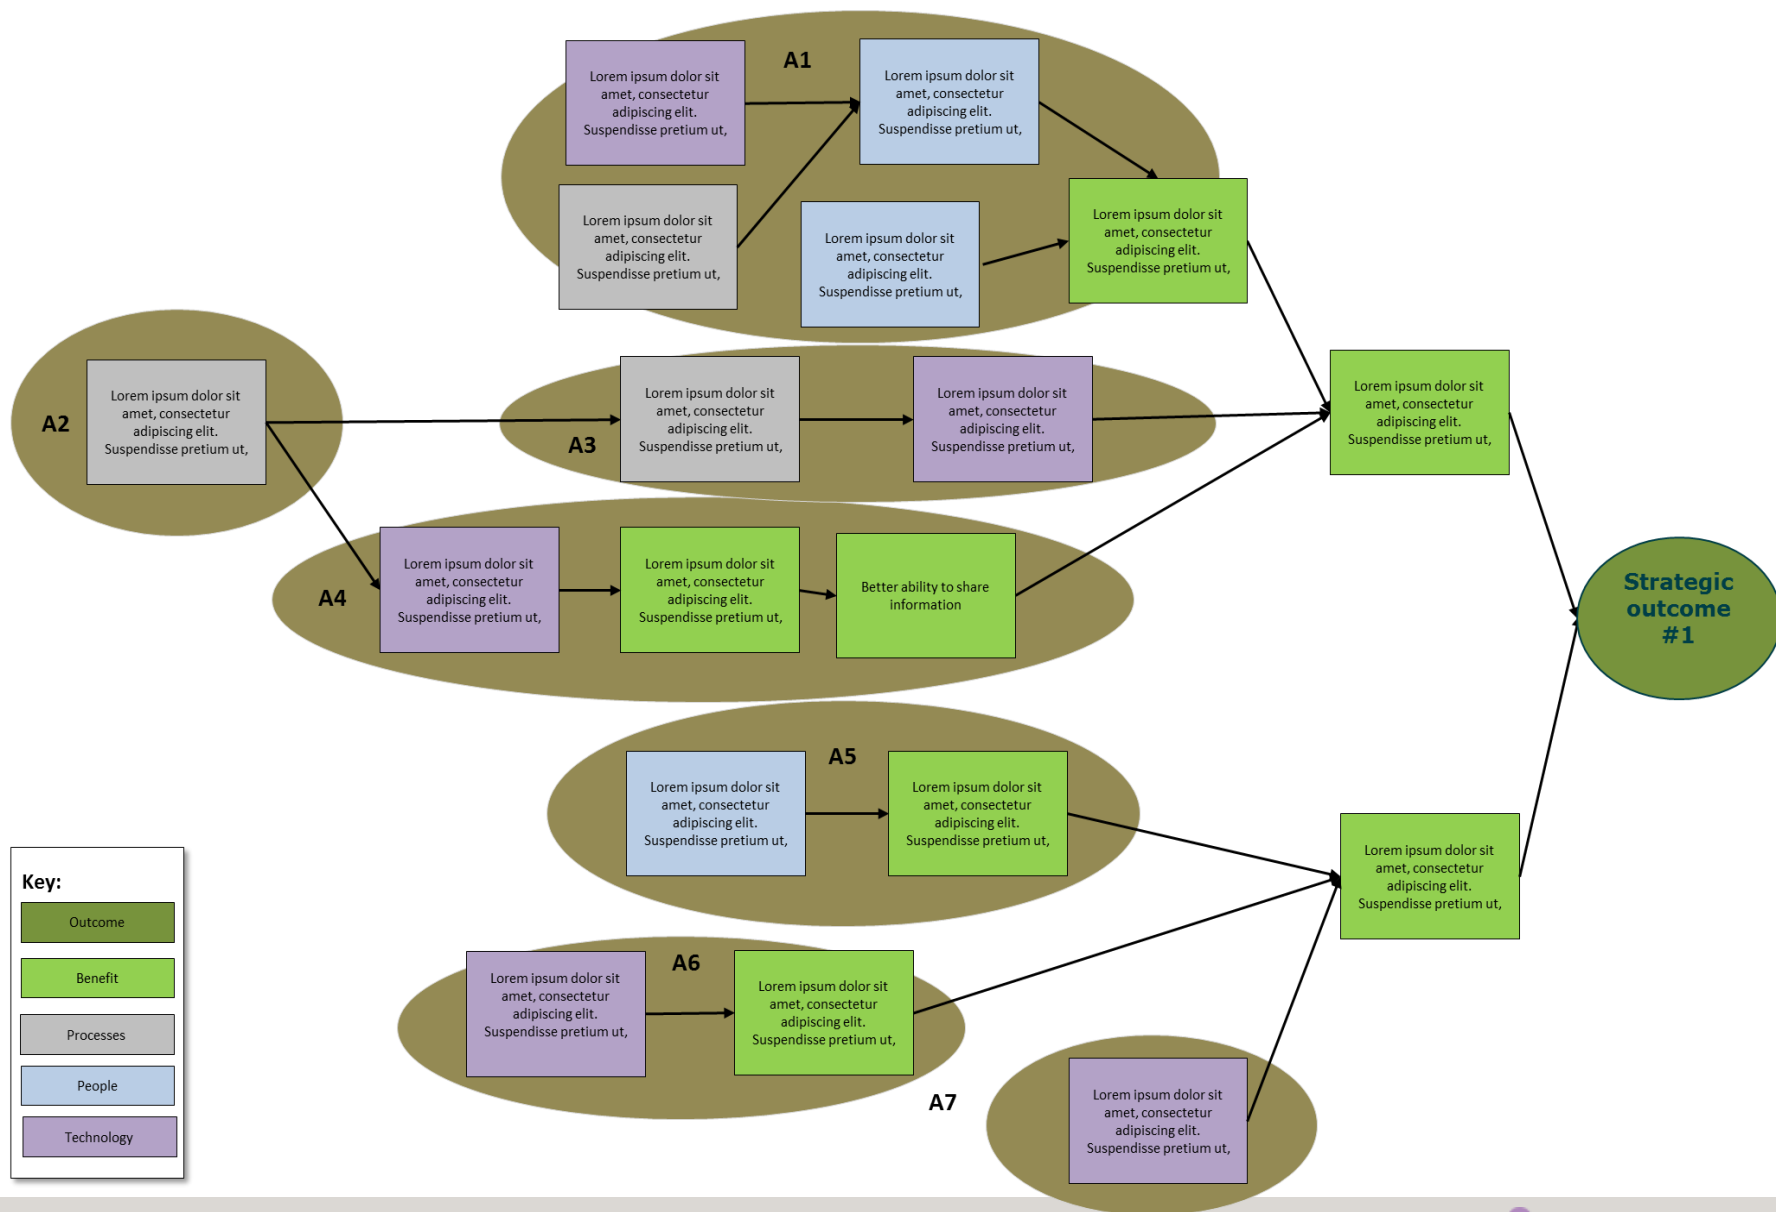 A1
Lorem ipsum dolor sit
amet, consectetur
adipiscing elit.
Suspendisse pretium ut,
Lorem ipsum dolor sit
amet, consectetur
adipiscing elit.
Suspendisse pretium ut,
Lorem ipsum dolor sit
amet, consectetur
adipiscing elit.
Suspendisse pretium ut,
Lorem ipsum dolor sit
amet, consectetur
adipiscing elit.
Suspendisse pretium ut,
Lorem ipsum dolor sit
amet, consectetur
adipiscing elit.
Suspendisse pretium ut,
A2
Lorem ipsum dolor sit
amet, consectetur
adipiscing elit.
Suspendisse pretium ut,
A3
Lorem ipsum dolor sit
amet, consectetur
adipiscing elit.
Suspendisse pretium ut,
Lorem ipsum dolor sit
amet, consectetur
adipiscing elit.
Suspendisse pretium ut,
Lorem ipsum dolor sit
amet, consectetur
adipiscing elit.
Suspendisse pretium ut,
A4
Lorem ipsum dolor sit
amet, consectetur
adipiscing elit.
Suspendisse pretium ut,
Lorem ipsum dolor sit
amet, consectetur
adipiscing elit.
Suspendisse pretium ut,
Better ability to share
information
Strategic
outcome
#1
A5
Lorem ipsum dolor sit
amet, consectetur
adipiscing elit.
Suspendisse pretium ut,
Lorem ipsum dolor sit
amet, consectetur
adipiscing elit.
Suspendisse pretium ut,
Lorem ipsum dolor sit
amet, consectetur
adipiscing elit.
Suspendisse pretium ut,
A6
Lorem ipsum dolor sit
amet, consectetur
adipiscing elit.
Suspendisse pretium ut,
Lorem ipsum dolor sit
amet, consectetur
adipiscing elit.
Suspendisse pretium ut,
A7
Lorem ipsum dolor sit
amet, consectetur
adipiscing elit.
Suspendisse pretium ut,
Key:
Outcome
Benefit
Processes
People
Technology